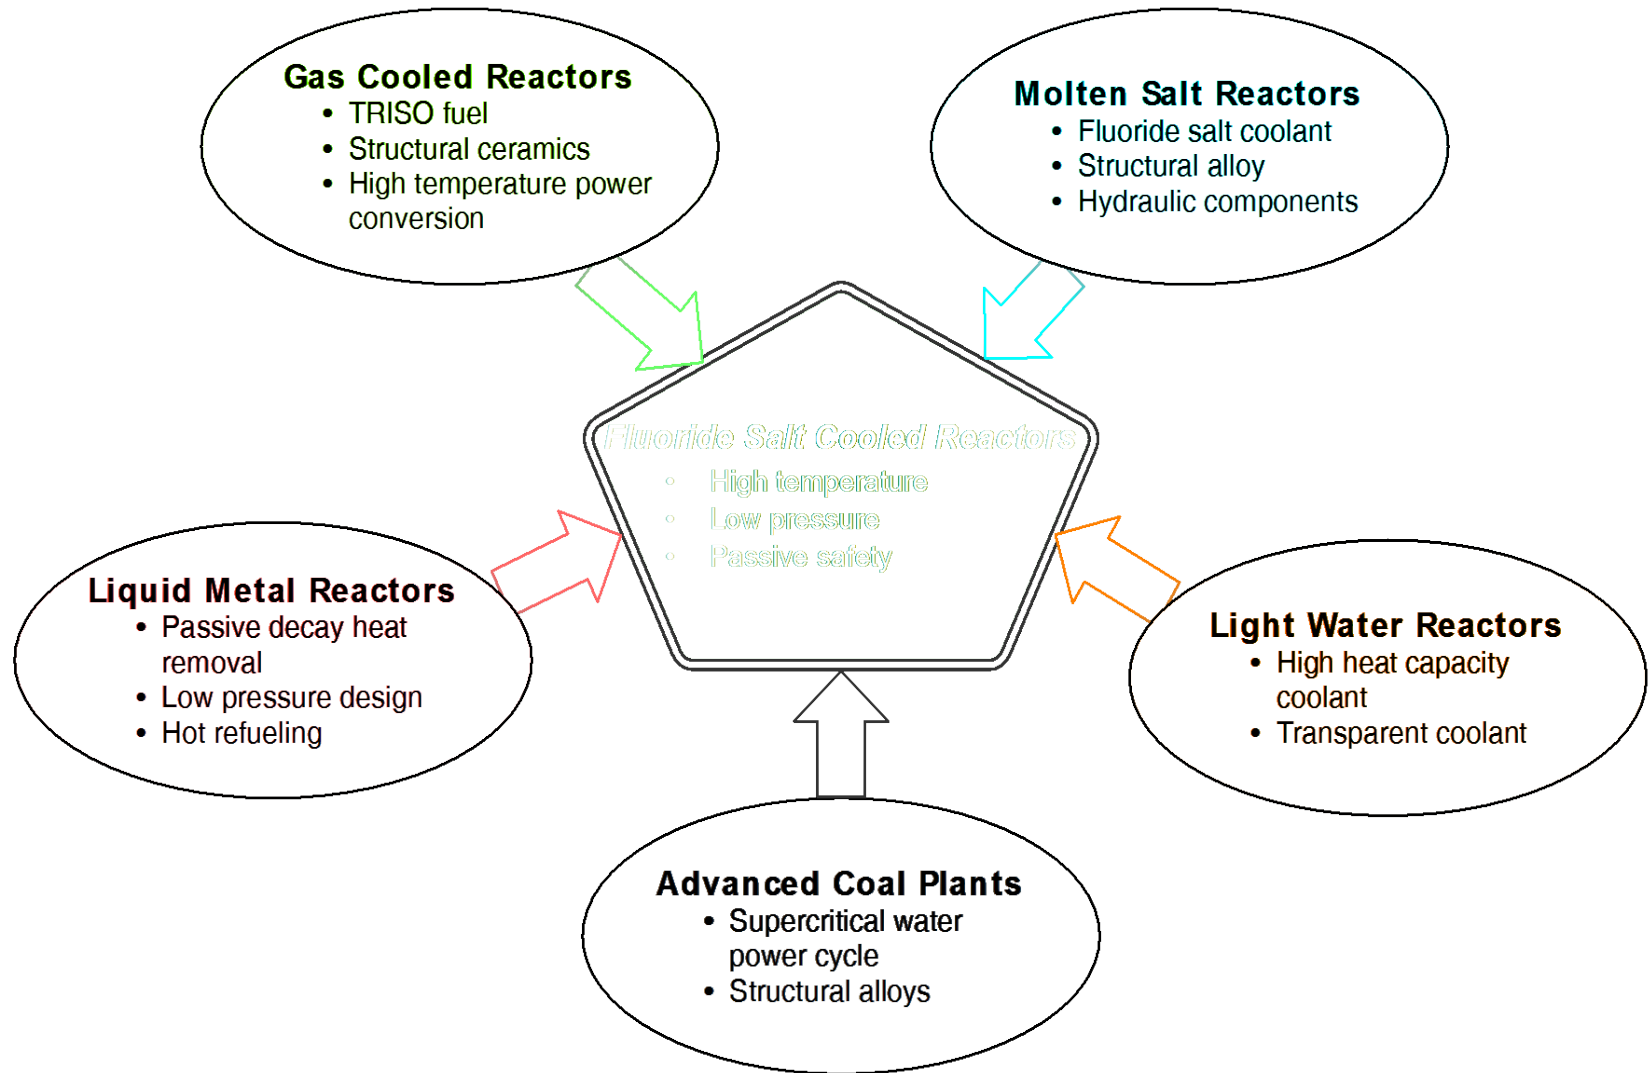 Gas Cooled Reactors
• TRISO fuel
• Structural ceramics
• High temperature power
conversion
Molten Salt Reactors
• Fluoride salt coolant
• Structural alloy
• Hydraulic components
Fluoride Salt Cooled Reactors
• High temperature
• Low pressure
• Passive safety
Liquid Metal Reactors
• Passive decay heat
removal
• Low pressure design
• Hot refueling
Light Water Reactors
• High heat capacity
coolant
• Transparent coolant
Advanced Coal Plants
• Supercritical water
power cycle
• Structural alloys